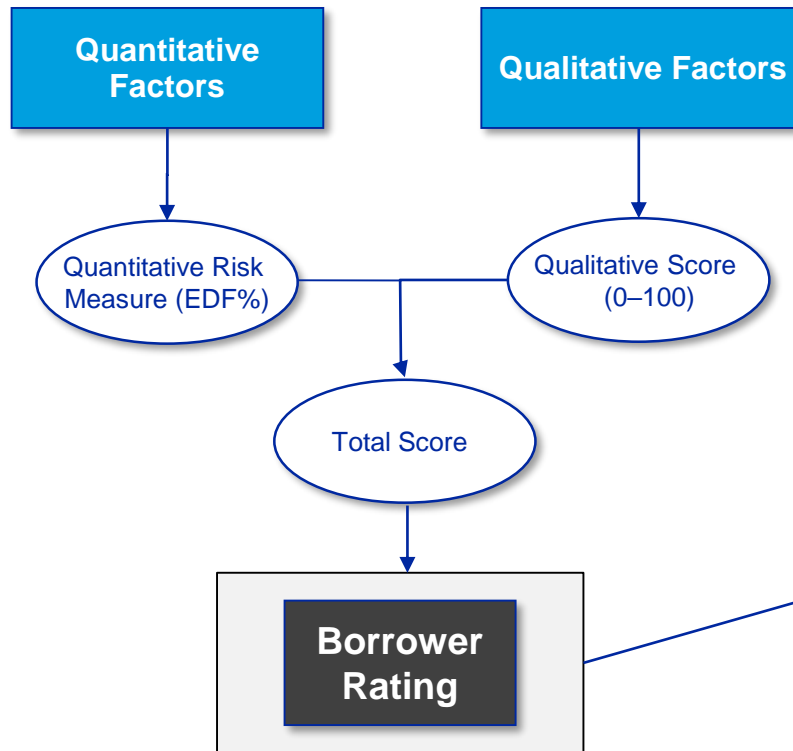 Quantitative
Factors
Qualitative Factors
Quantitative Risk
Measure (EDF%)
Qualitative Score
(0–100)
Total Score
Borrower
Rating